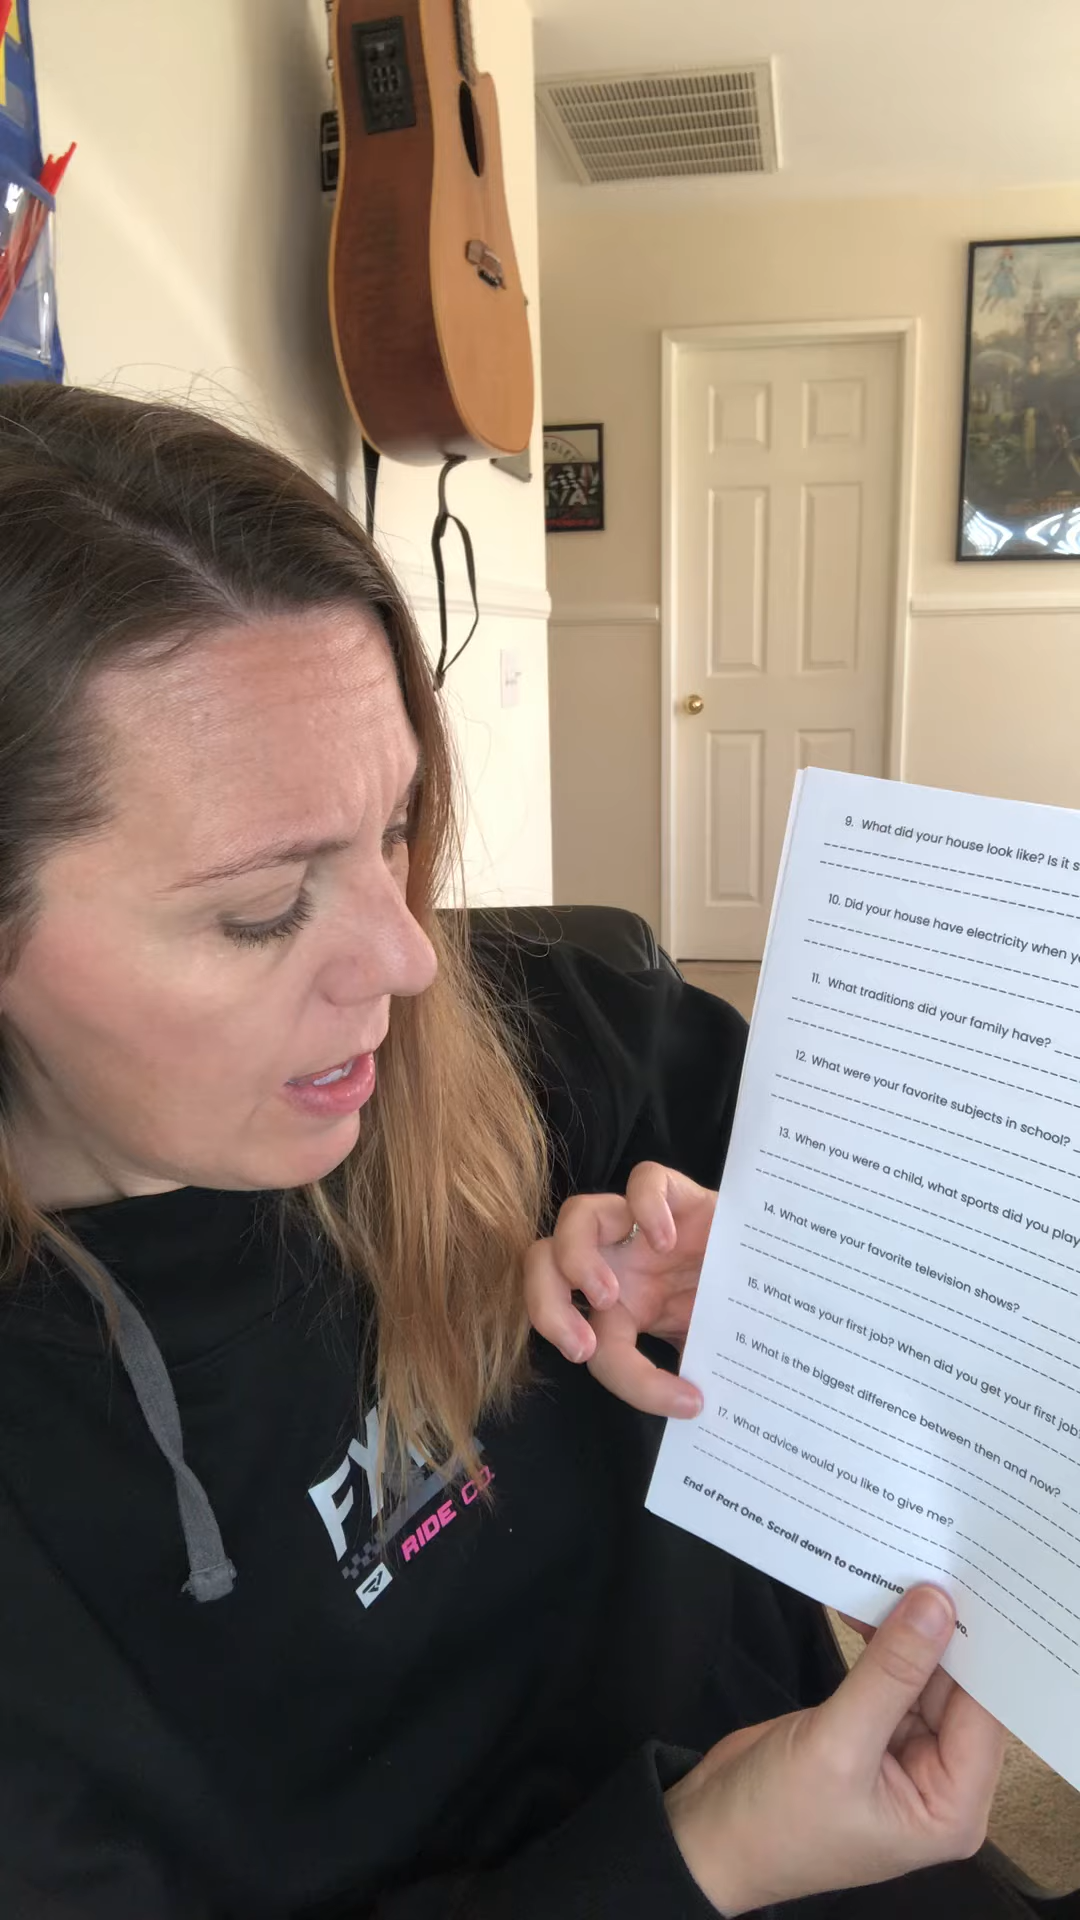 9. What did your house look like? Is it s
10. Did your house have electricity when y
11. What traditions did your family have?
12. What were your favorite subjects in school?
13. When you were a child, what sports did you play
14. What were your favorite television shows?
15. What was your first job? When did you get your first job?
16. What is the biggest difference between then and now?
17. What advice would you like to give me?
End of Part One. Scroll down to continue
RIDE CO.